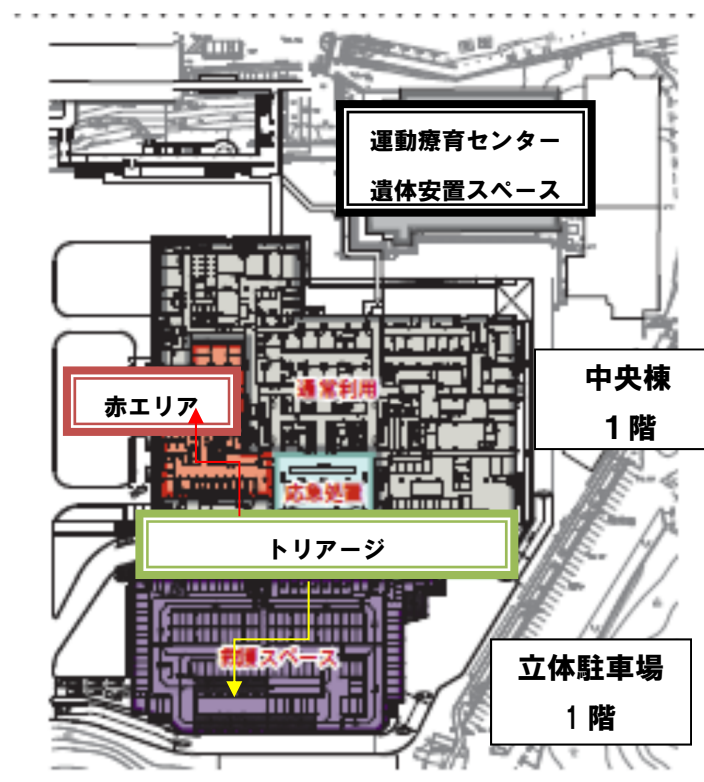 運動療育センター
遺体安置スペース
通常利用
赤エリア
中央棟
1階
応急処置
トリアージ
救護スペース
立体駐車場
1階